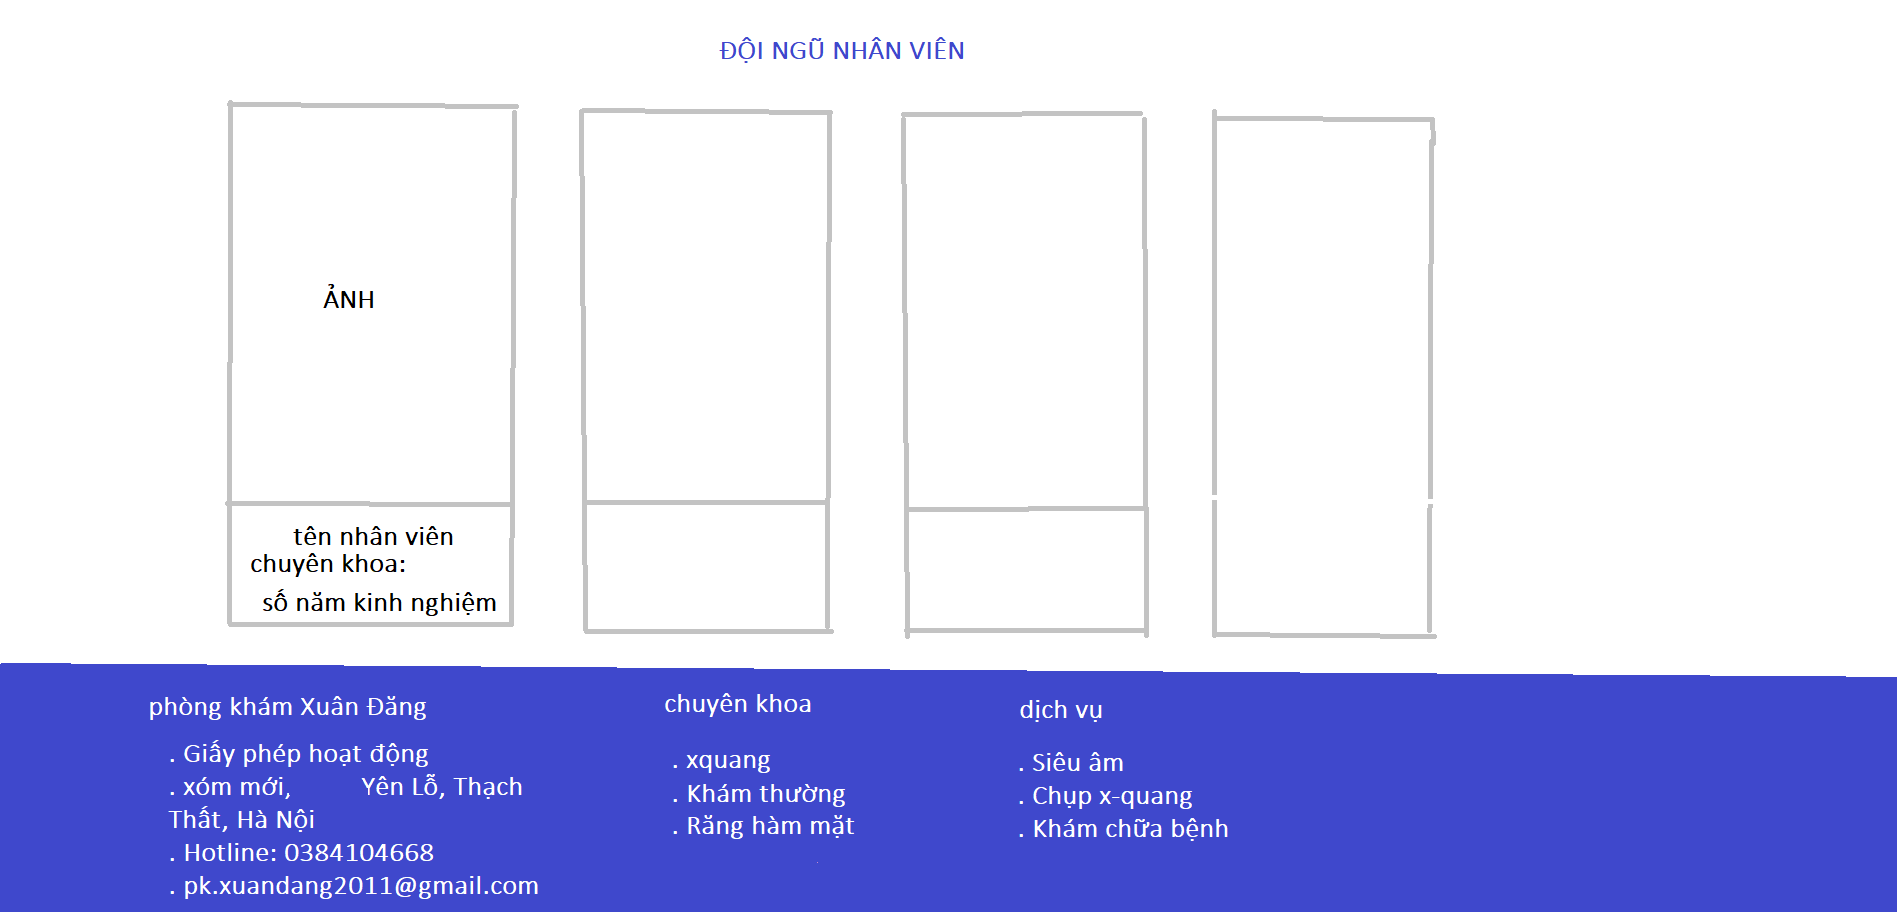 ĐỘI NGŨ NHÂN VIÊN
ẢNH
tên nhân viên
chuyên khoa:
số năm kinh nghiệm
phòng khám Xuân Đăng
. Giấy phép hoạt động
. xóm mới, Yên Lỗ, Thạch
Thất, Hà Nội
. Hotline: 0384104668
. pk.xuandang2011@gmail.com
chuyên khoa
. xquang
. Khám thường
. Răng hàm mặt
dịch vụ
. Siêu âm
. Chụp x-quang
. Khám chữa bệnh